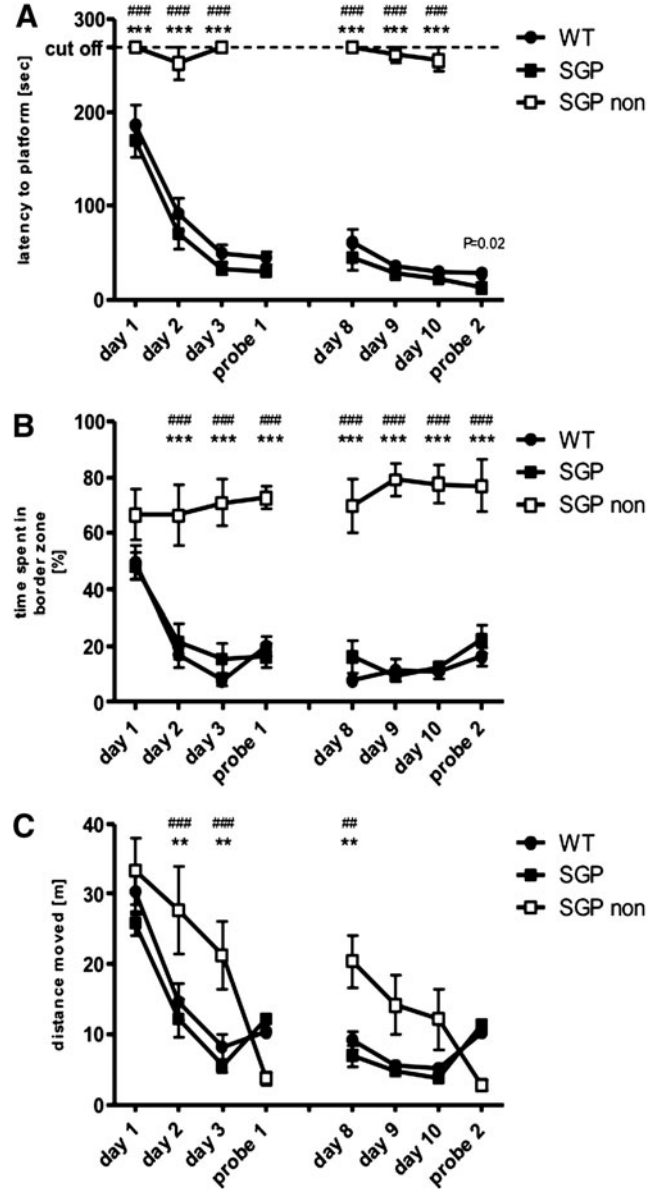 A
### ### ### ### ### ###
*** *** *** *** *** ***
300
cut off
200
100
0
latency to platform [sec]
P=0.02
WT
SGP
SGP non
day 1 day 2 day 3 probe 1 day 8 day 9 day 10 probe 2
B
### ### ### ### ### ### ###
*** *** *** *** *** *** ***
100
80
60
40
20
0
time spent in
border zone
[%]
WT
SGP
SGP non
day 1 day 2 day 3 probe 1 day 8 day 9 day 10 probe 2
C
### ### ##
** ** **
40
30
20
10
0
distance moved [m]
WT
SGP
SGP non
day 1 day 2 day 3 probe 1 day 8 day 9 day 10 probe 2